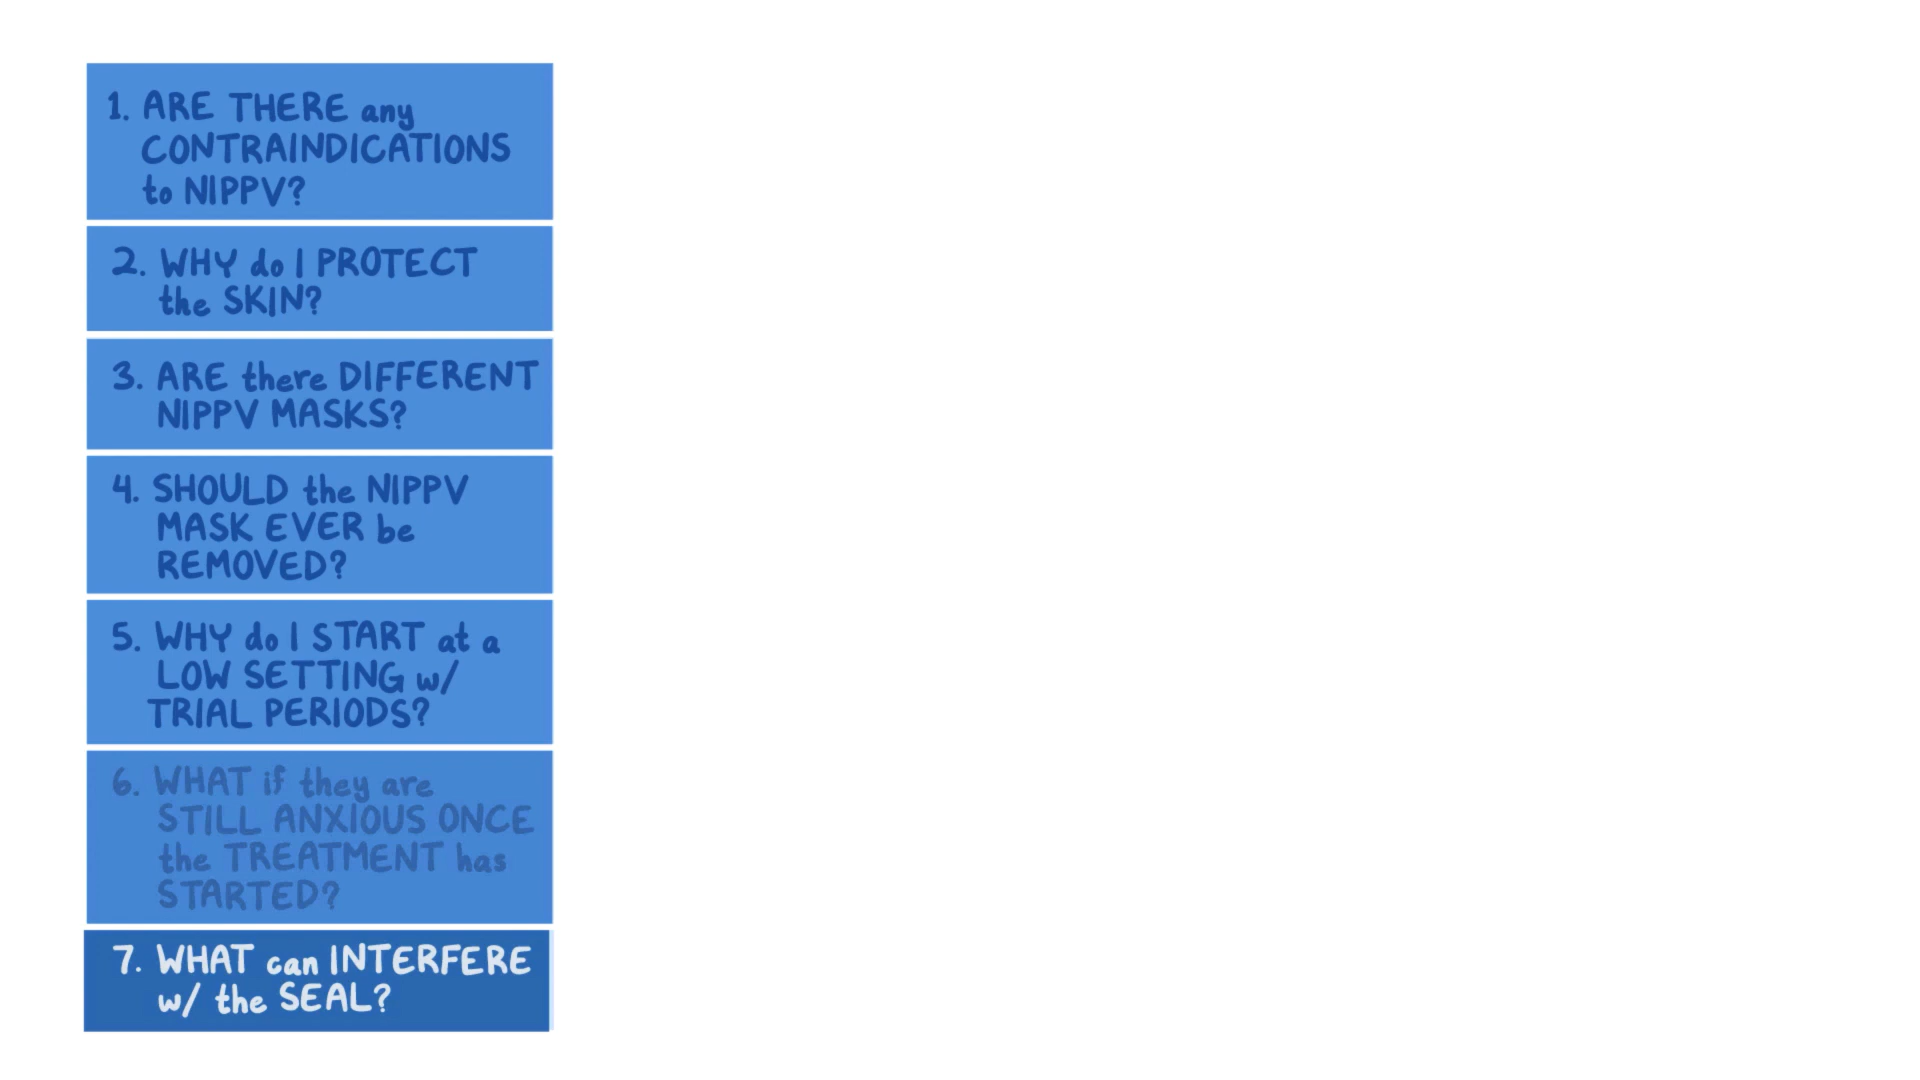 1. ARE THERE any
CONTRAINDICATIONS
to NIPPV?
2. WHY do I PROTECT
the SKIN?
3. ARE there DIFFERENT
NIPPV MASKS?
4. SHOULD the NIPPV
MASK EVER be
REMOVED?
5. WHY do I START at a
LOW SETTING w/
TRIAL PERIODS?
6. WHAT if they are
STILL ANXIOUS ONCE
the TREATMENT has
STARTED?
7. WHAT can INTERFERE
w/ the SEAL?